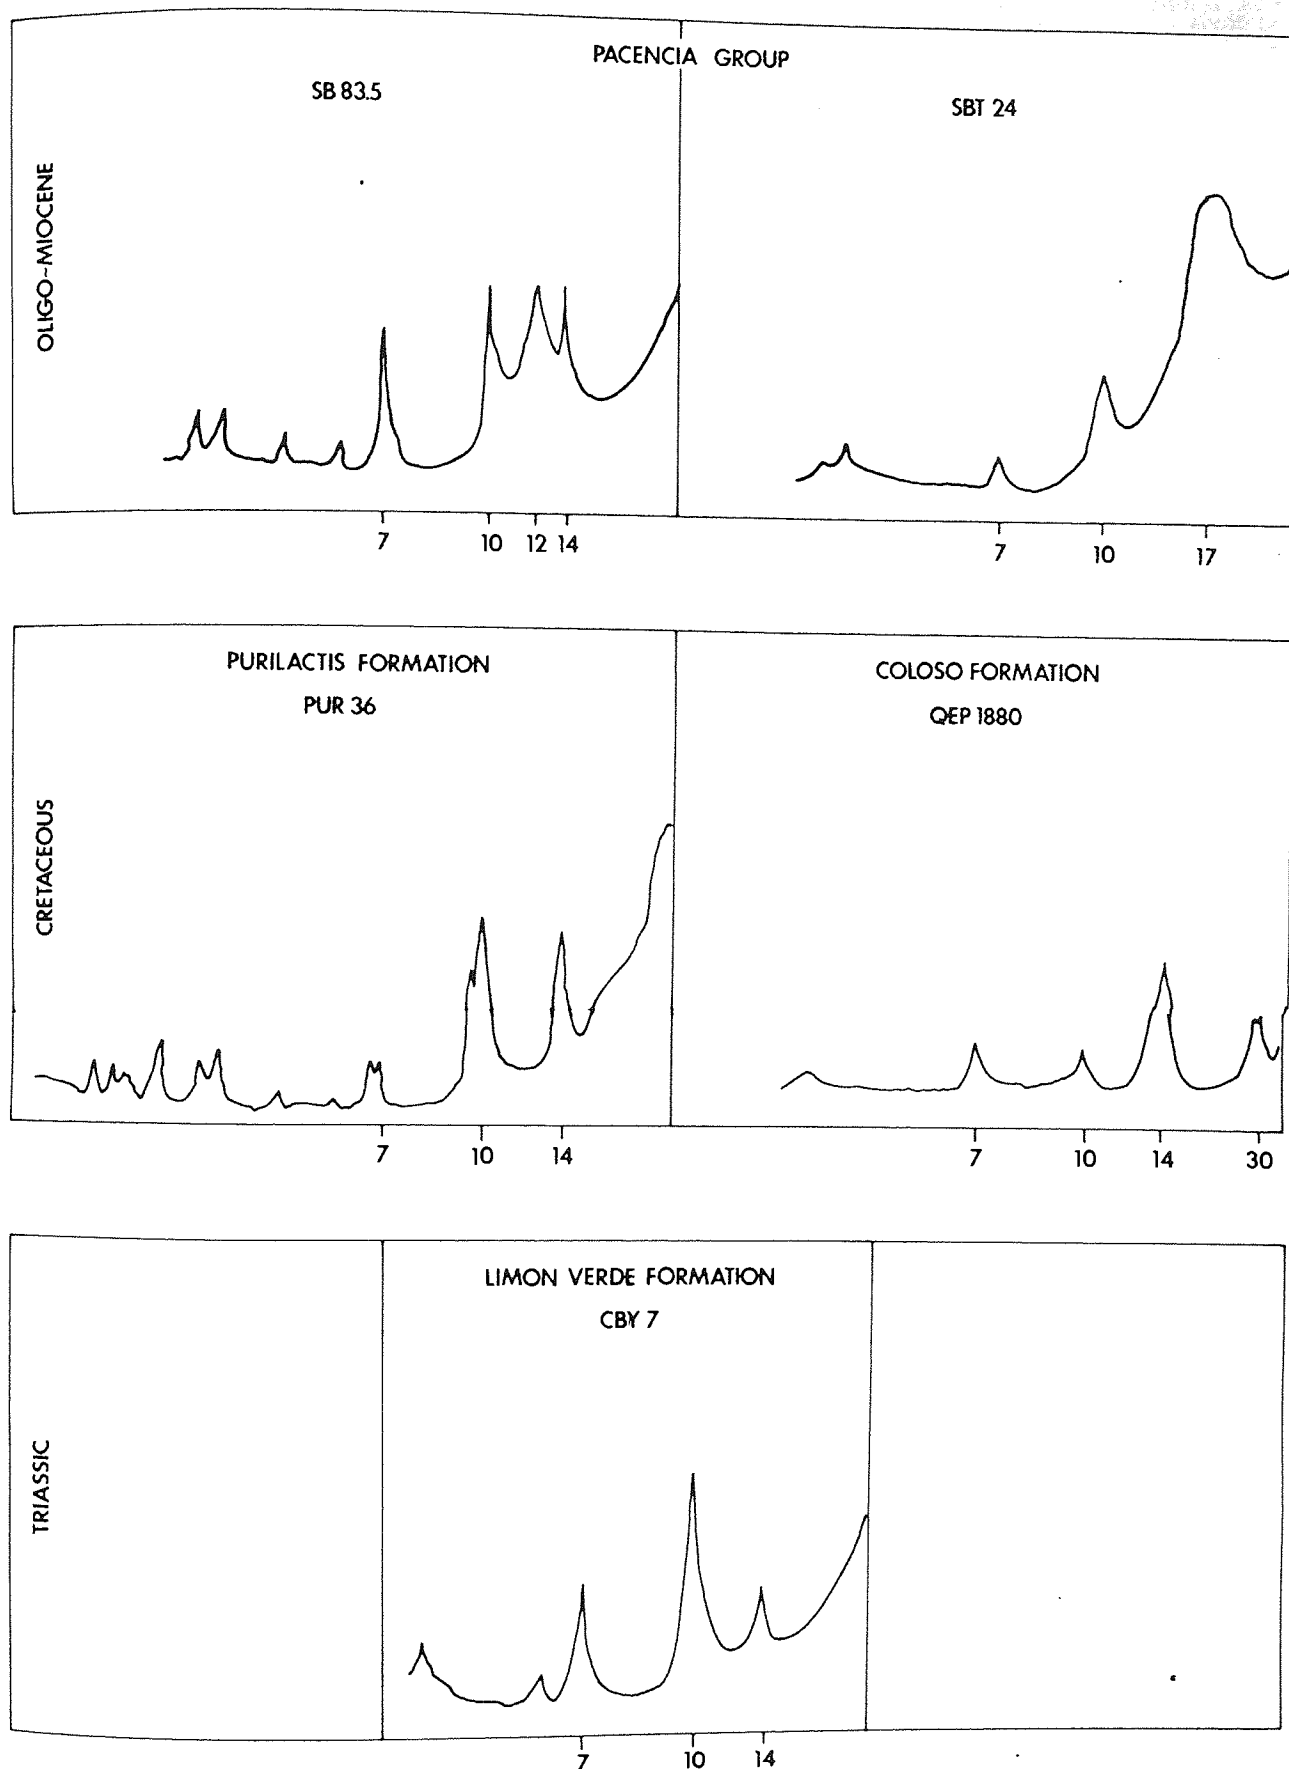 PACENCIA GROUP
SB 83.5
SBT 24
OLIGO-MIOCENE
7 10 12 14
7 10 17
PURILACTIS FORMATION
PUR 36
COLOSO FORMATION
QEP 1880
CRETACEOUS
7 10 14
7 10 14 30
LIMON VERDE FORMATION
CBY 7
TRIASSIC
7 10 14